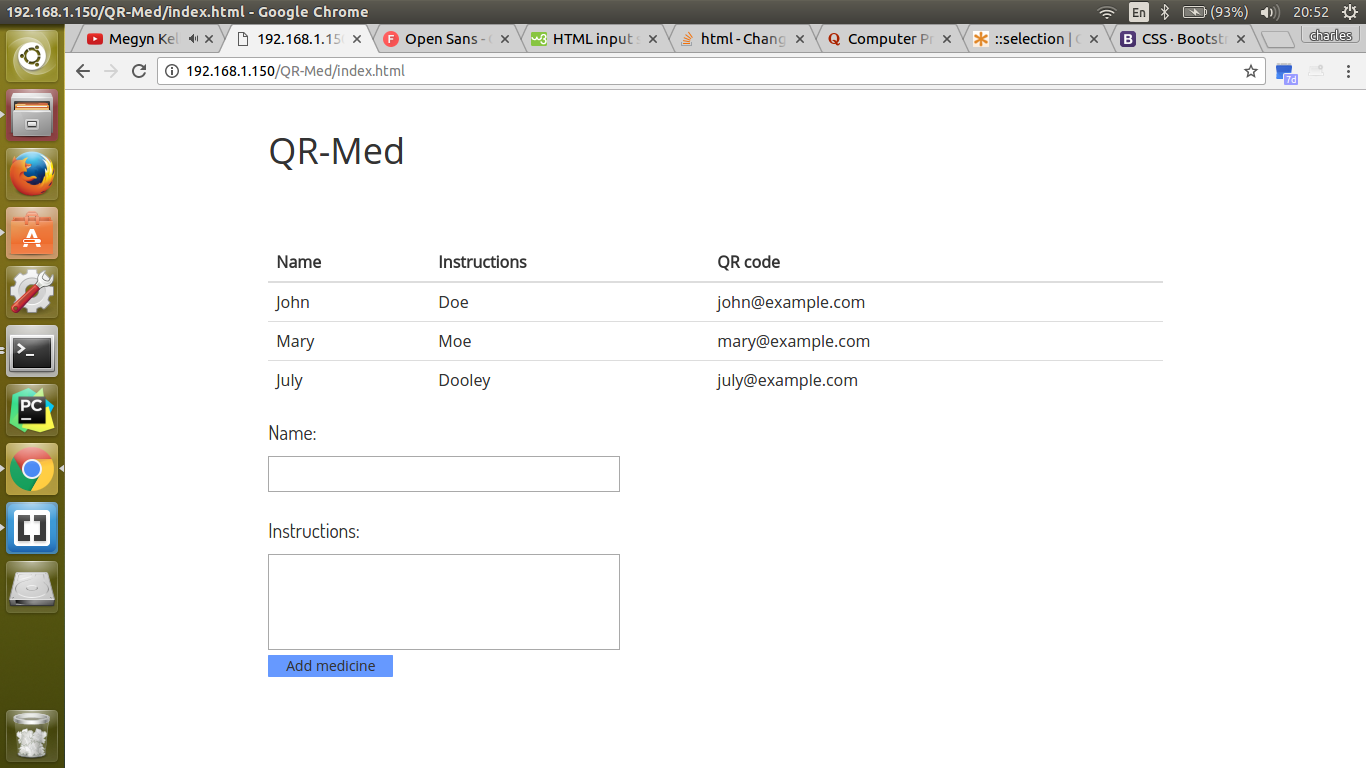 192.168.1.150/QR-Med/index.html - Google Chrome En (93%) 20:52
Megyn Kel 192.168.1.15 Open Sans - HTML input s html - Chang Computer Pr ::selection | CSS · Bootst charles
192.168.1.150/QR-Med/index.html 7d
QR-Med
Name Instructions QR code
John Doe john@example.com
Mary Moe mary@example.com
July Dooley july@example.com
Name:
Instructions:
Add medicine